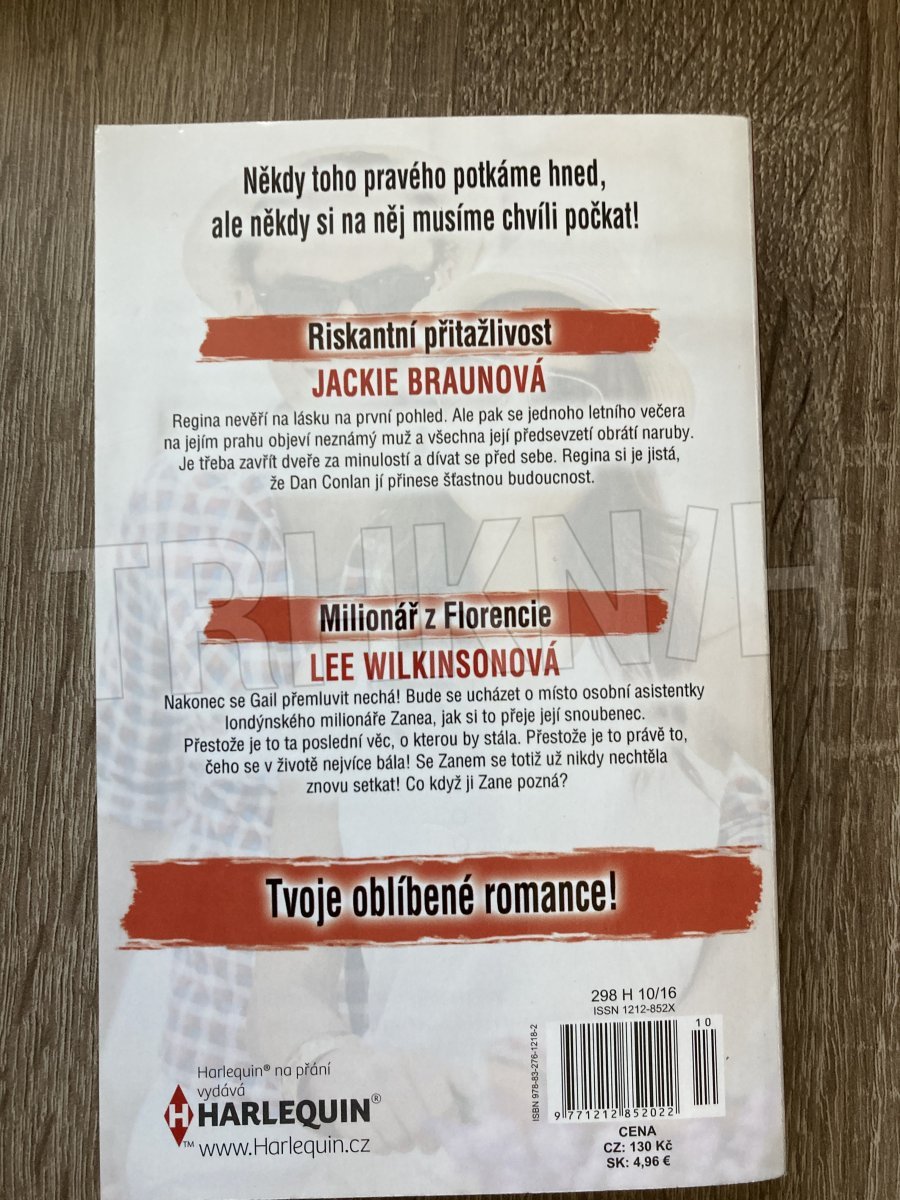 Někdy toho pravého potkáme hned,
ale někdy si na něj musíme chvíli počkat!
Riskantní přitažlivost
JACKIE BRAUNOVÁ
Regina nevěří na lásku na první pohled. Ale pak se jednoho letního večera
na jejím prahu objeví neznámý muž a všechna její předsevzetí obrátí naruby.
Je třeba zavřít dveře za minulostí a dívat se před sebe. Regina si je jistá,
že Dan Conlan jí přinese šťastnou budoucnost.
TRHKN/H
Milionář z Florencie
LEE WILKINSONOVÁ
Nakonec se Gail přemluvit nechá! Bude se ucházet o místo osobní asistentky
londýnského milionáře Zanea, jak si to přeje její snoubenec.
Přestože je to ta poslední věc, o kterou by stála. Přestože je to právě to,
čeho se v životě nejvíce bála! Se Zanem se totiž už nikdy nechtěla
znovu setkat! Co když ji Zane pozná?
Tvoje oblíbené romance!
298 H 10/16
ISSN 1212-852X
10
ISBN 978-83-276-1218-2
9 771212 852022
Harlequin® na přání
vydává
H HARLEQUIN®
™ www.Harlequin.cz
CENA
CZ: 130 Kč
SK: 4,96 €